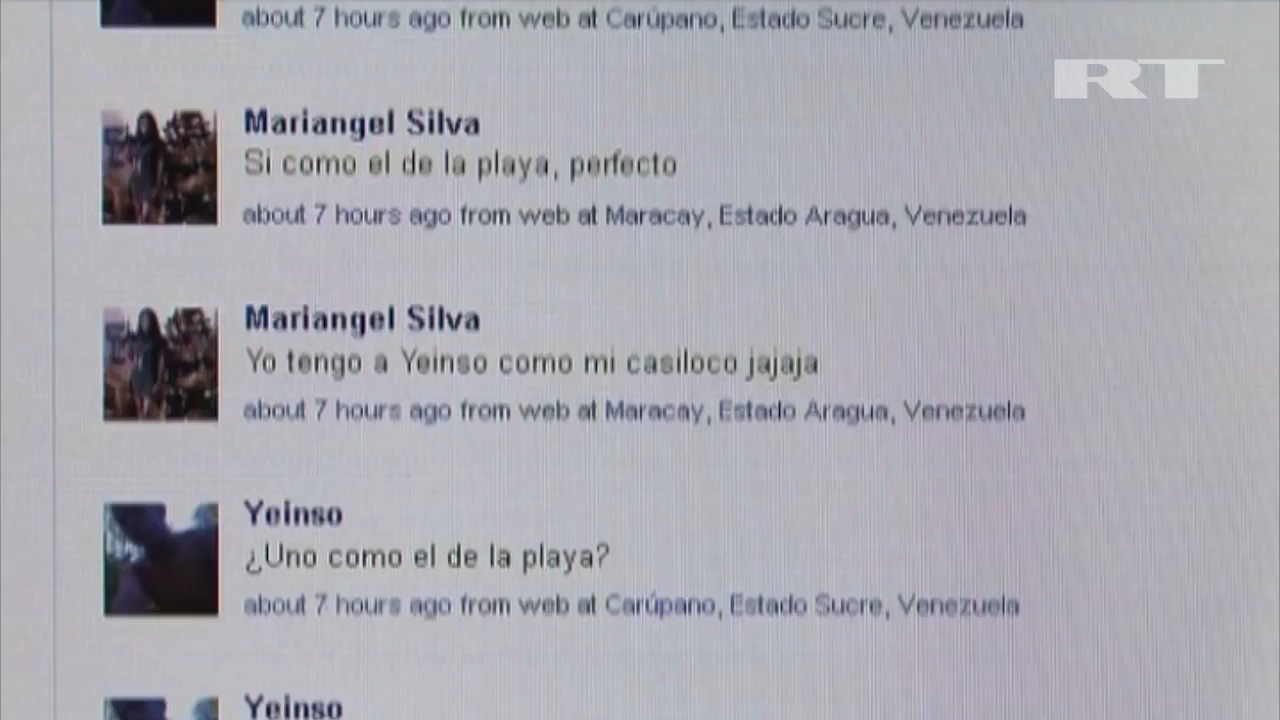 about 7 hours ago from web at Carúpano, Estado Sucre, Venezuela
RT
Mariangel Silva
Si como el de la playa, perfecto
about 7 hours ago from web at Maracay, Estado Aragua, Venezuela
Mariangel Silva
Yo tengo a Yeinso como mi casiloco jajaja
about 7 hours ago from web at Maracay, Estado Aragua, Venezuela
Yeinso
¿Uno como el de la playa?
about 7 hours ago from web at Carúpano, Estado Sucre, Venezuela
Yeinso